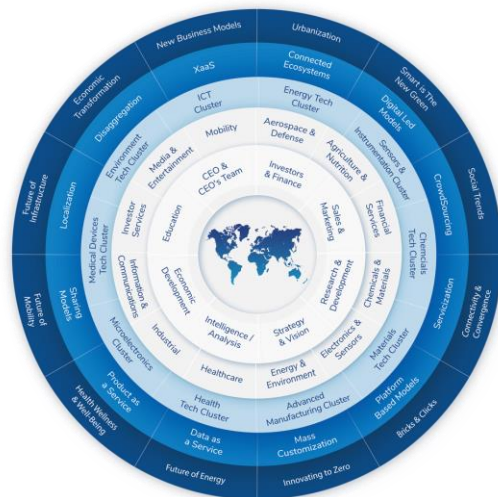 New Business Models
Urbanization
Smart is The
New Green
Social Trends
Connectivity &
Convergence
Bricks & Clicks
Innovating to Zero
Future of Energy
Health Wellness
& Well-Being
Future of
Mobility
Future of
Infrastructure
Economic
Transformation
XaaS
Connected
Ecosystems
Digital Led
Models
CrowdSourcing
Servicization
Platform
Based Models
Mass
Customization
Data as
a Service
Product as
a Service
Sharing
Models
Localization
Disaggregation
ICT
Cluster
Energy Tech
Cluster
Sensors &
Instrumentation Cluster
Chemcials
Tech Cluster
Materials
Tech Cluster
Advanced
Manufacturing Cluster
Health
Tech Cluster
Microelectronics
Cluster
Medical Devices
Tech Cluster
Environment
Tech Cluster
Mobility
Aerospace &
Defense
Agriculture &
Nutrition
Financial
Services
Chemicals &
Materials
Electronics &
Sensors
Energy &
Environment
Healthcare
Industrial
Information &
Communications
Investor
Services
Media &
Entertainment
CEO &
CEO's Team
Investors
& Finance
Sales &
Marketing
Research &
Development
Strategy
& Vision
Intelligence /
Analysis
Economic
Development
Education